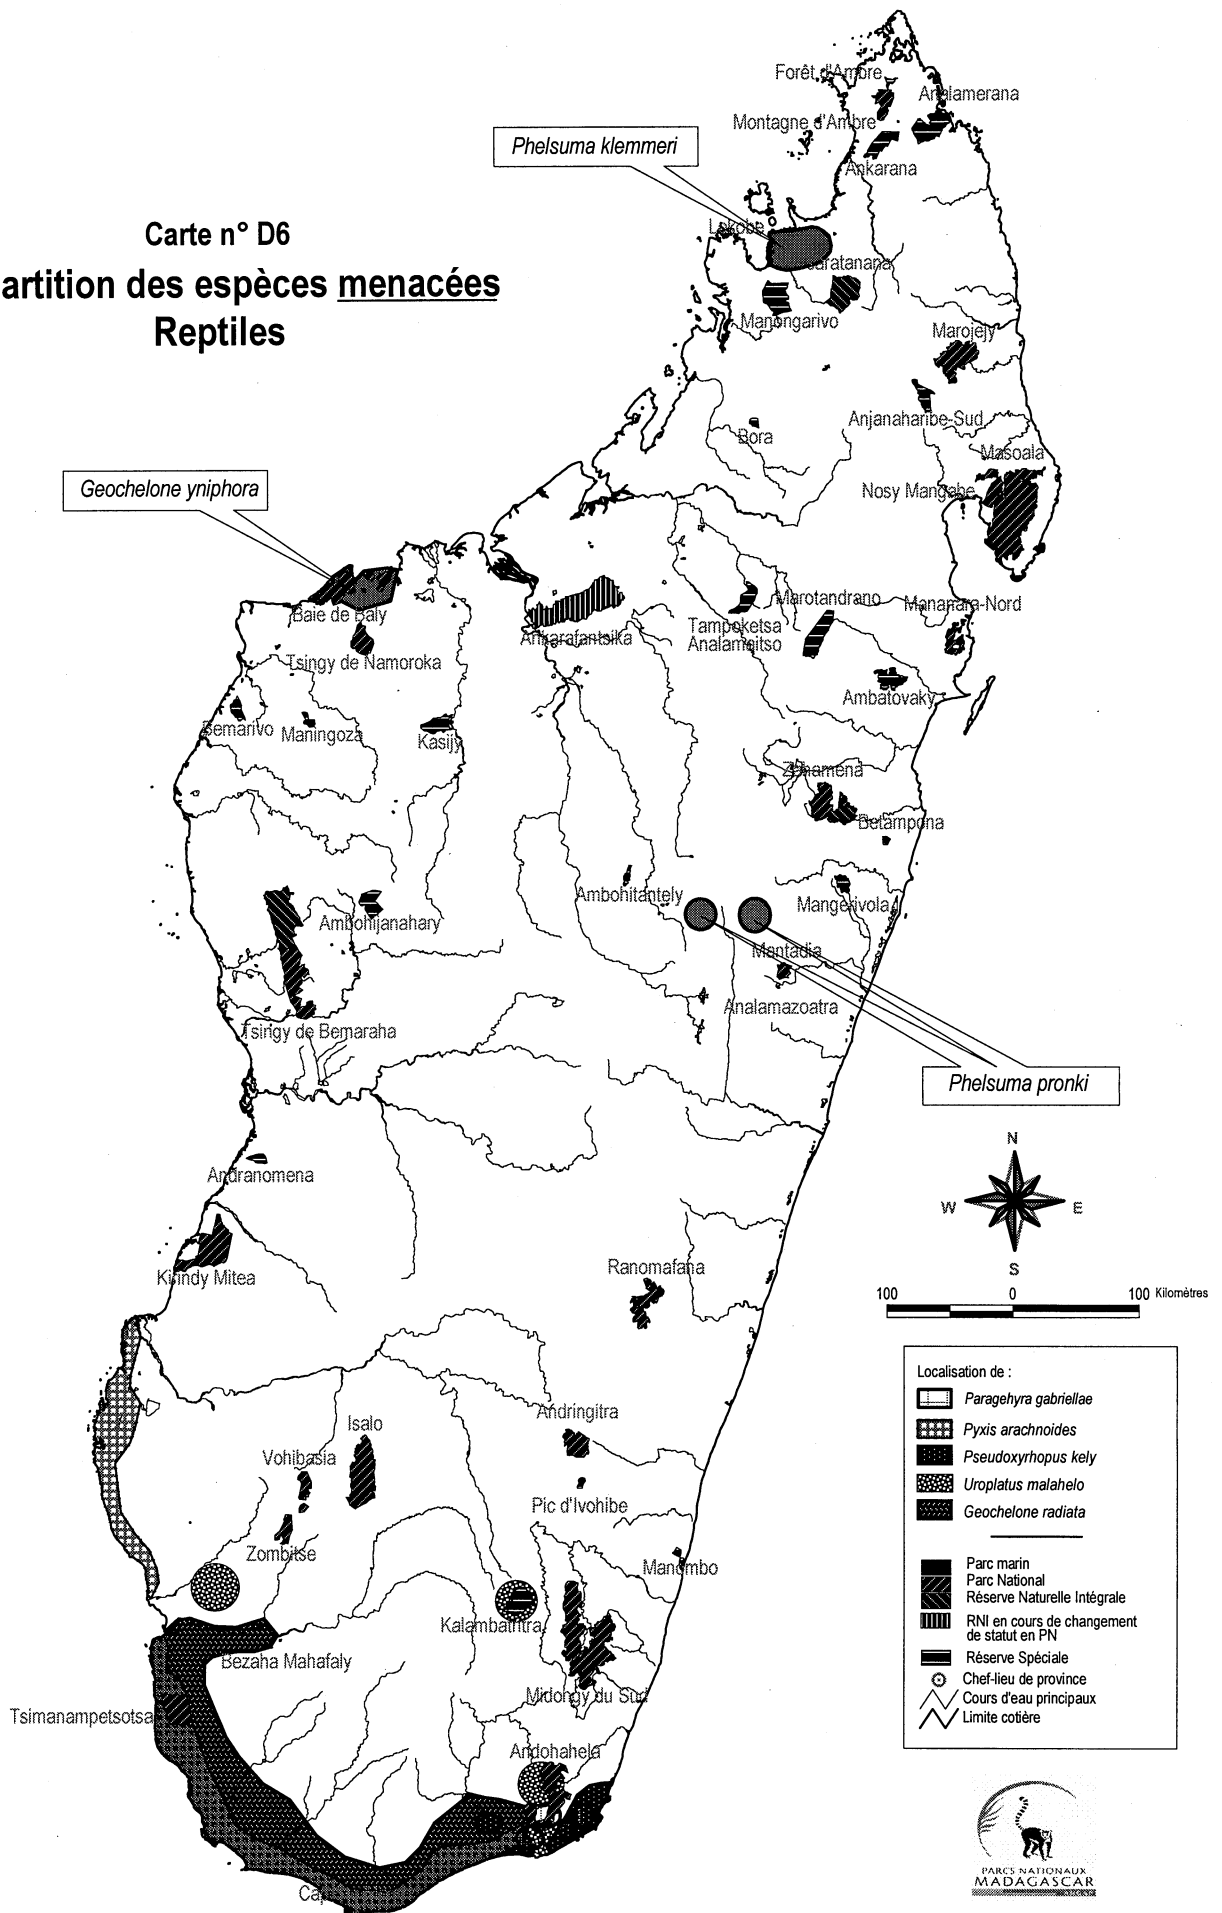 Carte n° D6
artition des espèces menacées
Reptiles
Forêt d'Ambre
Analamerana
Montagne d'Ambre
Ankarana
Phelsuma klemmeri
Lokobe
aratanana
Manongarivo
Marojejy
Anjanaharibe-Sud
Bora
Masoala
Nosy Mangabe
Geochelone yniphora
Baie de Baly
Tsingy de Namoroka
Ankarafantsika
Tampoketsa
Analamaitso
Marotandrano
Mananara-Nord
Ambatovaky
Bemarivo
Maningoza
Kasijy
Zahamena
Betampona
Ambohitantely
Mangerivola
Ambohijanahary
Mantadia
Analamazoatra
Tsingy de Bemaraha
Phelsuma pronki
Andranomena
Kirindy Mitea
Ranomafana
N
W
E
S
100
0
100 Kilomètres
Isalo
Vohibasia
Zombitse
Andringitra
Pic d'Ivohibe
Manombo
Kalambatritra
Bezaha Mahafaly
Midongy du Sud
Tsimanampetsotsa
Andohahela
Cap
Localisation de :
Paragehyra gabriellae
Pyxis arachnoides
Pseudoxyrhopus kely
Uroplatus malahelo
Geochelone radiata
Parc marin
Parc National
Réserve Naturelle Intégrale
RNI en cours de changement
de statut en PN
Réserve Spéciale
Chef-lieu de province
Cours d'eau principaux
Limite cotière
PARCS NATIONAUX
MADAGASCAR
ANGAP